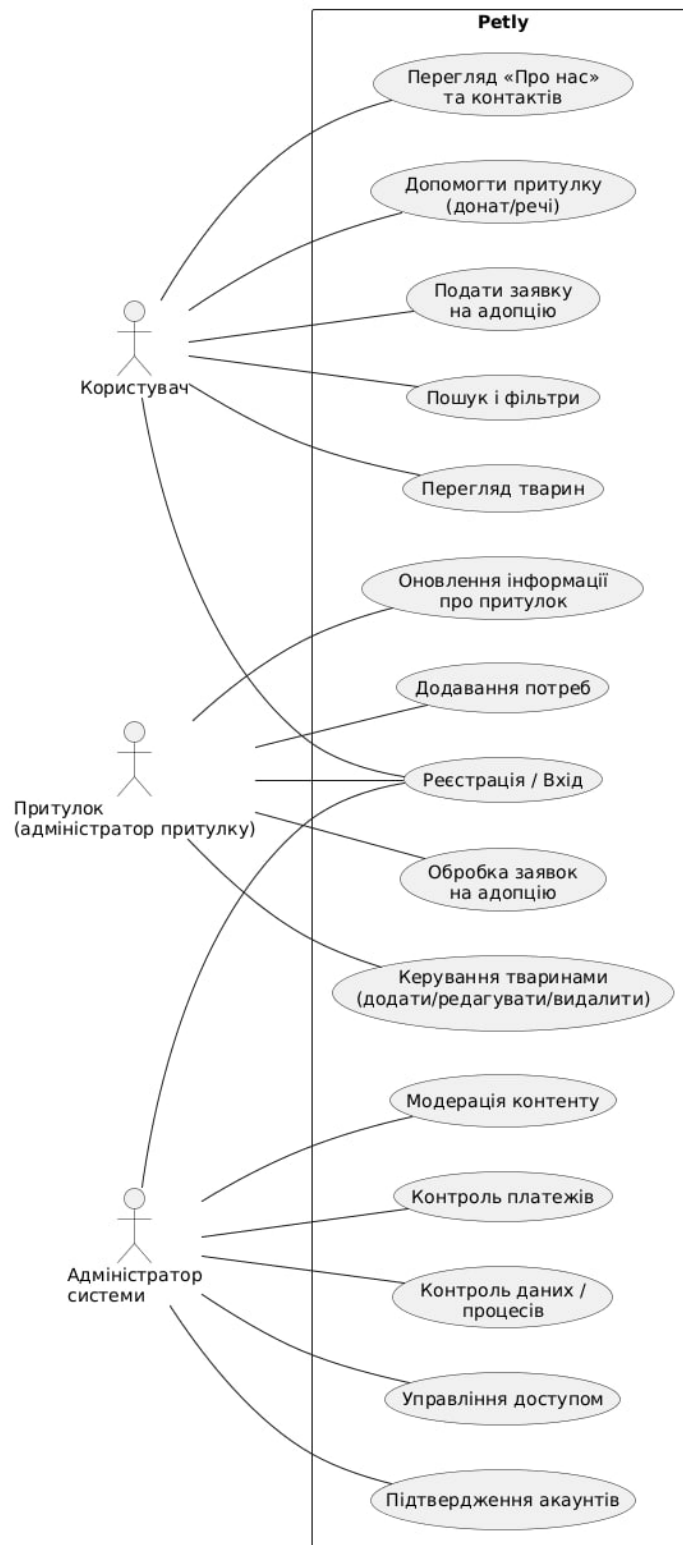 Petly
Перегляд «Про нас»
та контактів
Допомогти притулку
(донат/речі)
Подати заявку
на адопцію
Користувач
Пошук і фільтри
Перегляд тварин
Оновлення інформації
про притулок
Додавання потреб
Реєстрація / Вхід
Притулок
(адміністратор притулку)
Обробка заявок
на адопцію
Керування тваринами
(додати/редагувати/видалити)
Модерація контенту
Контроль платежів
Адміністратор
системи
Контроль даних /
процесів
Управління доступом
Підтвердження акаунтів